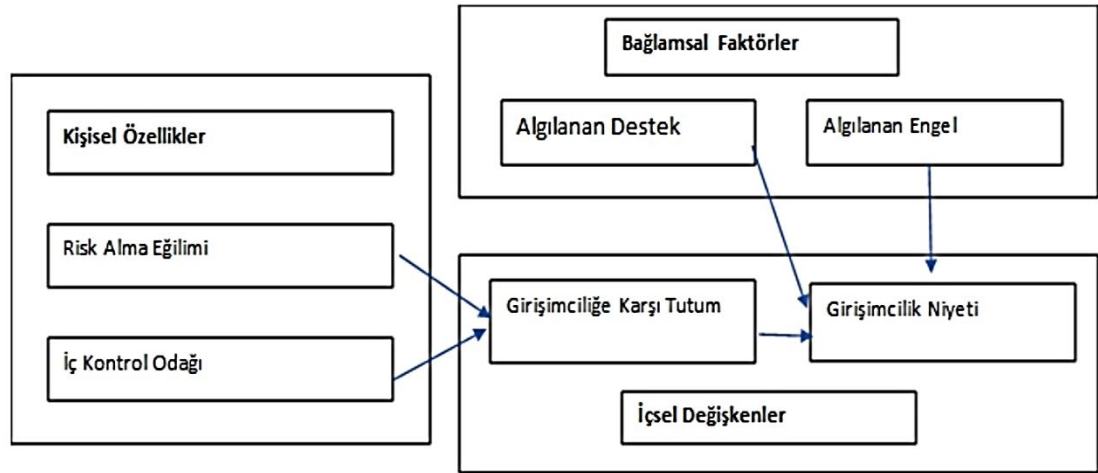 Bağlamsal Faktörler
Algılanan Destek
Algılanan Engel
Kişisel Özellikler
Risk Alma Eğilimi
İç Kontrol Odağı
Girişimciliğe Karşı Tutum
Girişimcilik Niyeti
İçsel Değişkenler